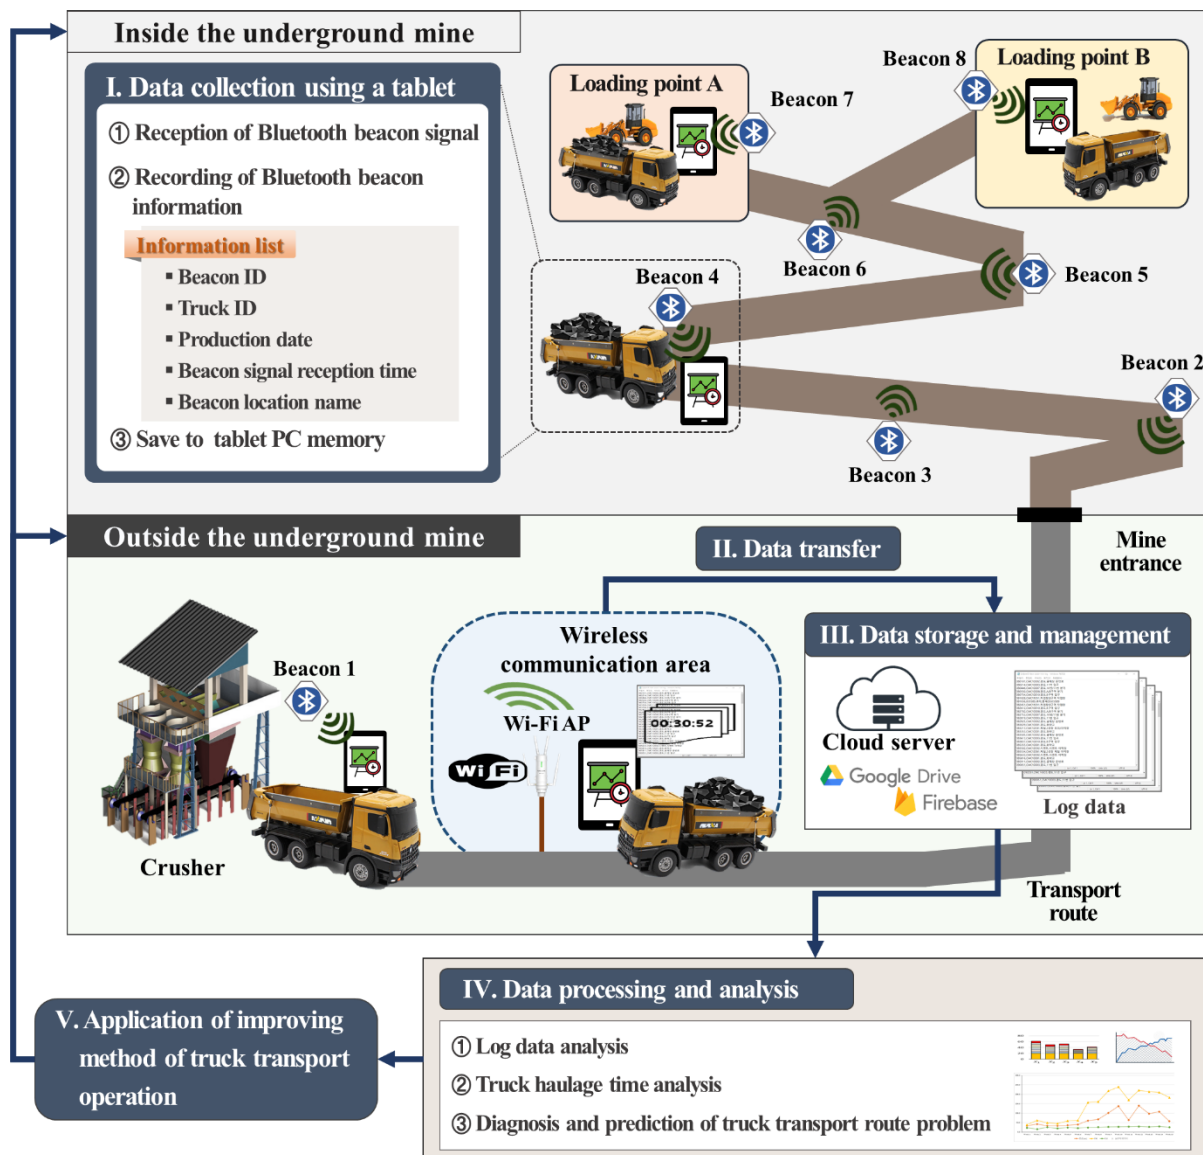 Inside the underground mine
I. Data collection using a tablet
① Reception of Bluetooth beacon signal
② Recording of Bluetooth beacon
information
Information list
▪ Beacon ID
▪ Truck ID
▪ Production date
▪ Beacon signal reception time
▪ Beacon location name
③ Save to tablet PC memory
Loading point A
Beacon 7
Beacon 8
Loading point B
Beacon 6
Beacon 5
Beacon 4
Beacon 2
Beacon 3
Mine
entrance
Outside the underground mine
II. Data transfer
Wireless
communication area
Wi-Fi AP
WiFi
00:30:52
Beacon 1
Crusher
III. Data storage and management
Cloud server
Google Drive
Firebase
Log data
Transport
route
IV. Data processing and analysis
① Log data analysis
② Truck haulage time analysis
③ Diagnosis and prediction of truck transport route problem
V. Application of improving
method of truck transport
operation